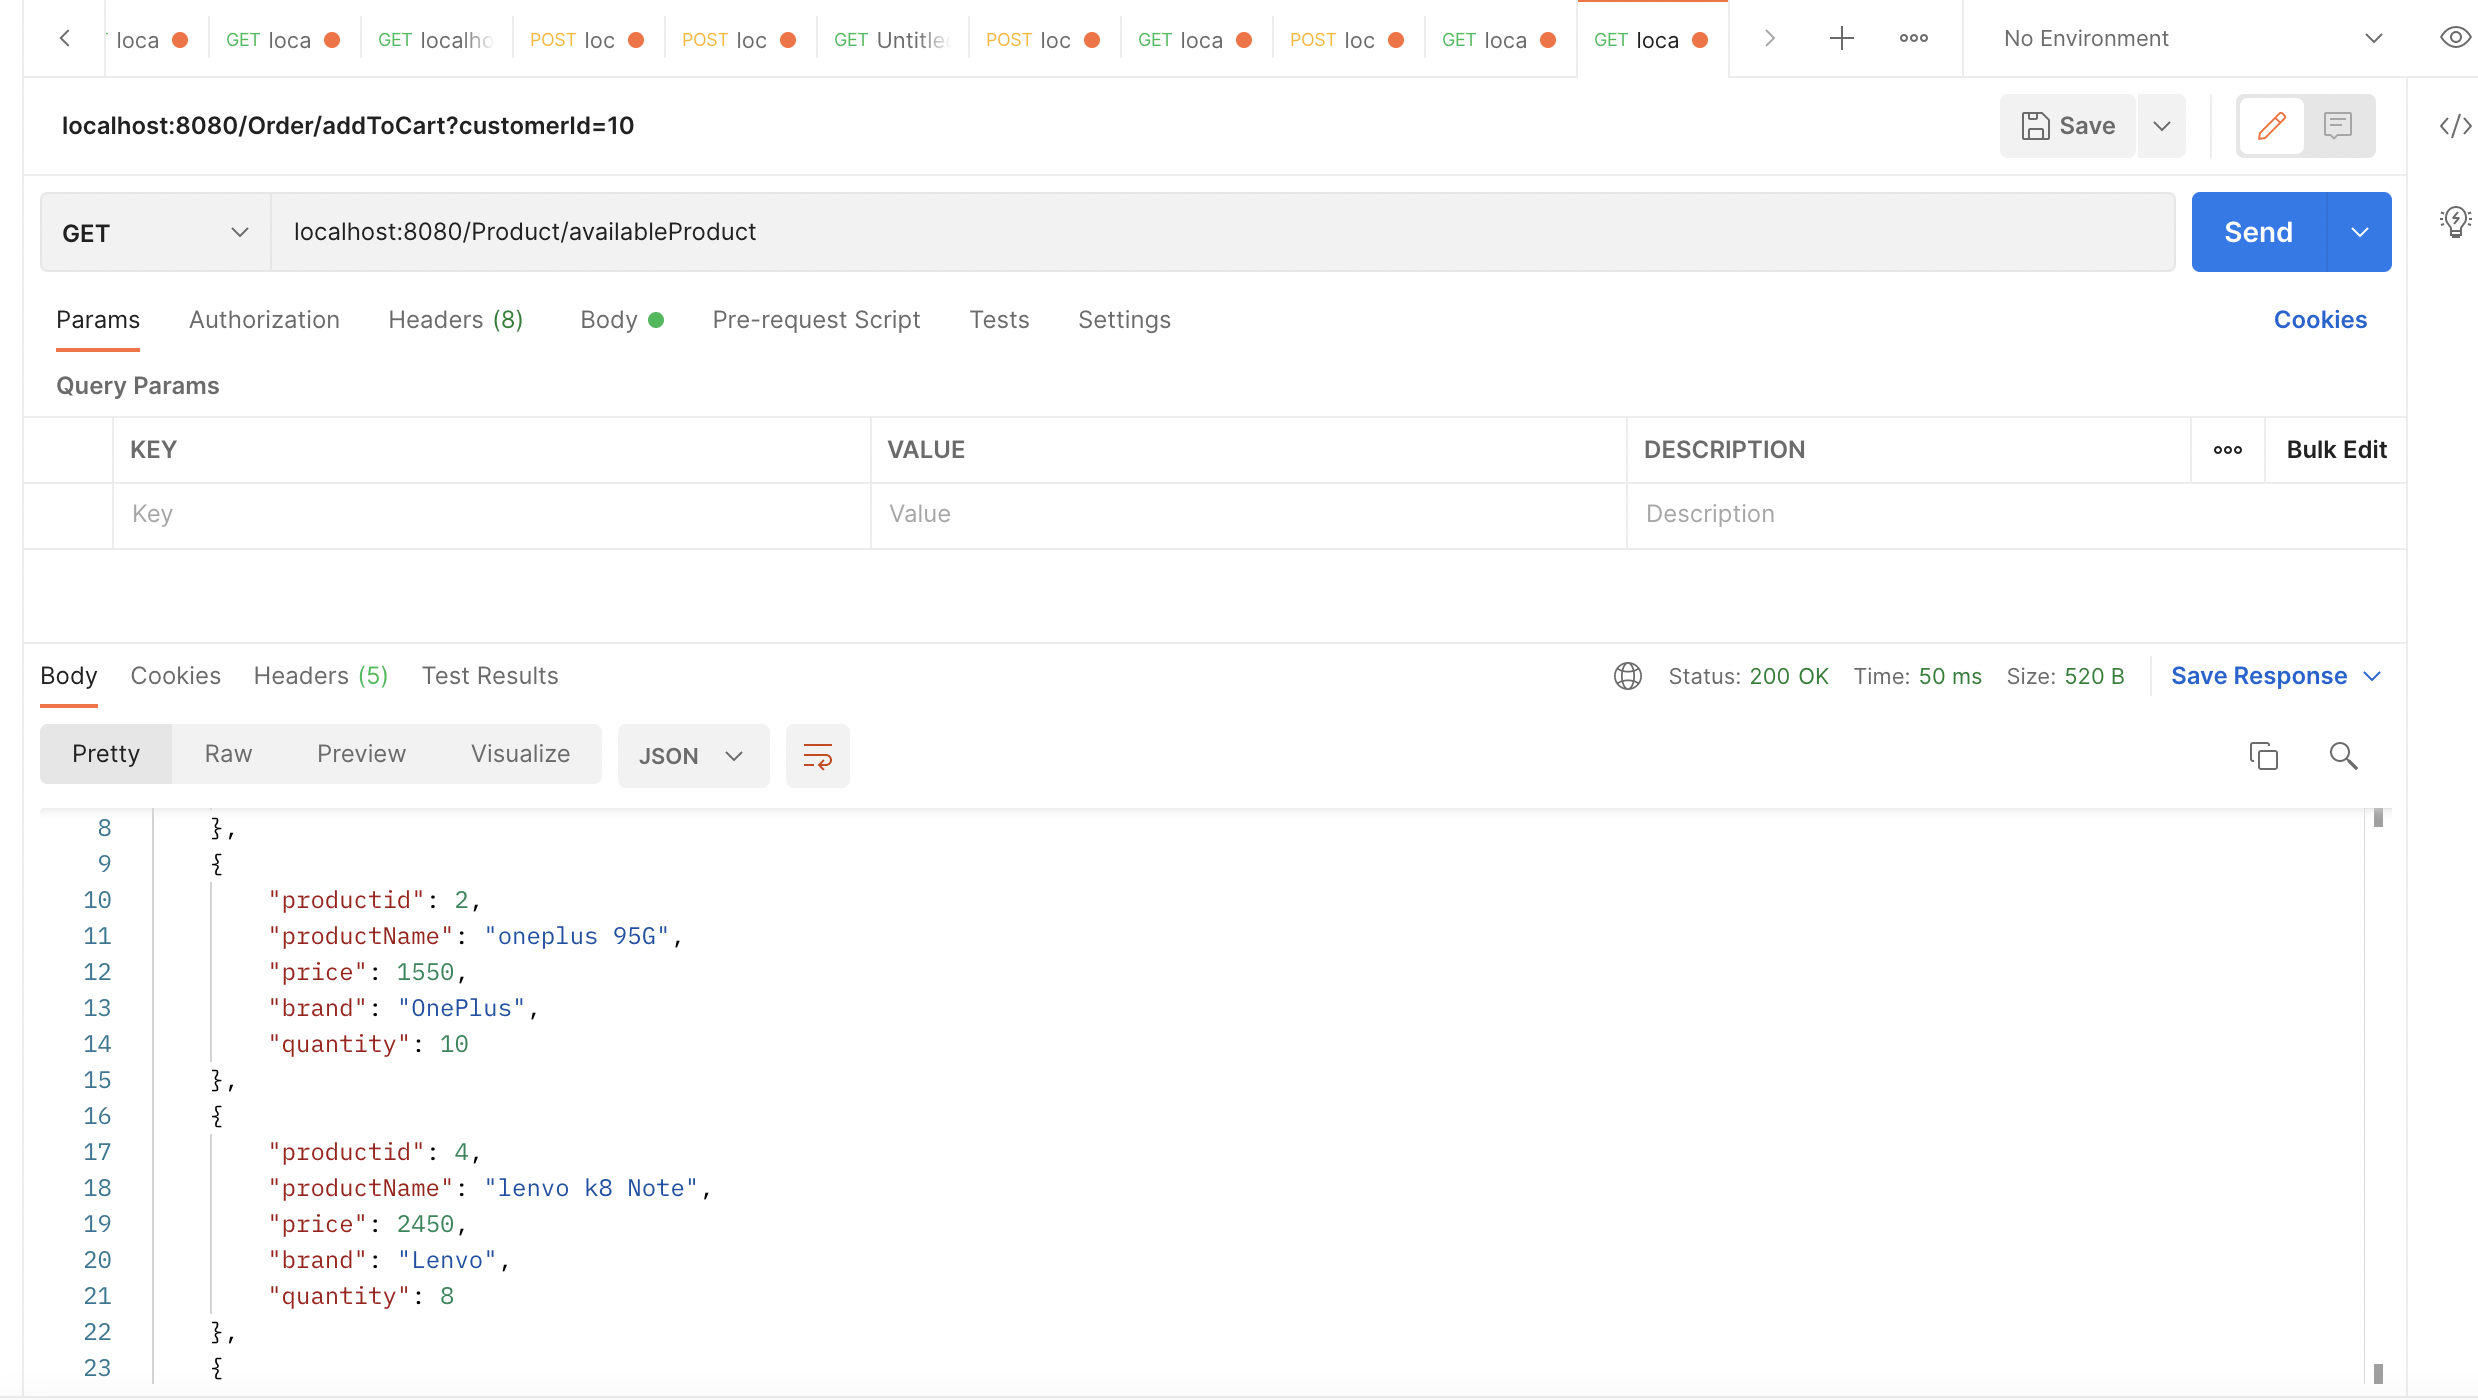 loca GET loca GET localho POST loc POST loc GET Untitle POST loc GET loca POST loc GET loca GET loca No Environment
localhost:8080/Order/addToCart?customerId=10 Save
GET localhost:8080/Product/availableProduct Send
Params Authorization Headers (8) Body Pre-request Script Tests Settings Cookies
Query Params
KEY VALUE DESCRIPTION Bulk Edit
Key Value Description
Body Cookies Headers (5) Test Results Status: 200 OK Time: 50 ms Size: 520 B Save Response
Pretty Raw Preview Visualize JSON
8 },
9 {
10 "productid": 2,
11 "productName": "oneplus 95G",
12 "price": 1550,
13 "brand": "OnePlus",
14 "quantity": 10
15 },
16 {
17 "productid": 4,
18 "productName": "lenvo k8 Note",
19 "price": 2450,
20 "brand": "Lenvo",
21 "quantity": 8
22 },
23 {